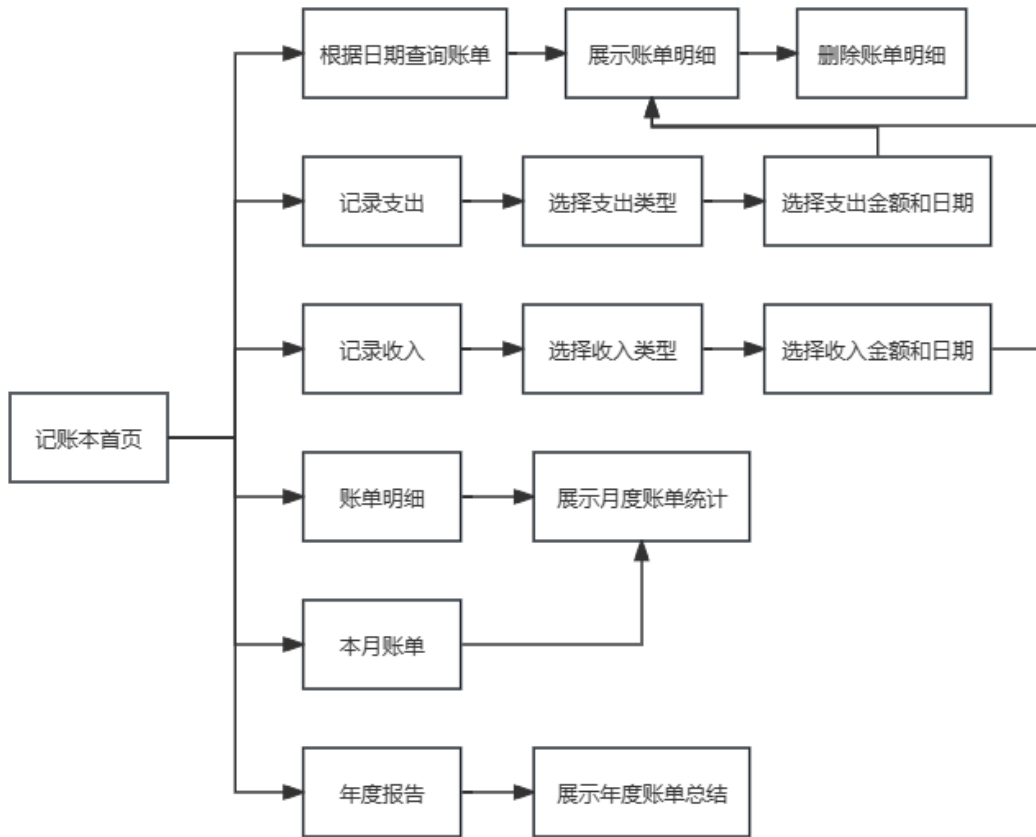 根据日期查询账单
展示账单明细
删除账单明细
记录支出
选择支出类型
选择支出金额和日期
记录收入
选择收入类型
选择收入金额和日期
记账本首页
账单明细
展示月度账单统计
本月账单
年度报告
展示年度账单总结